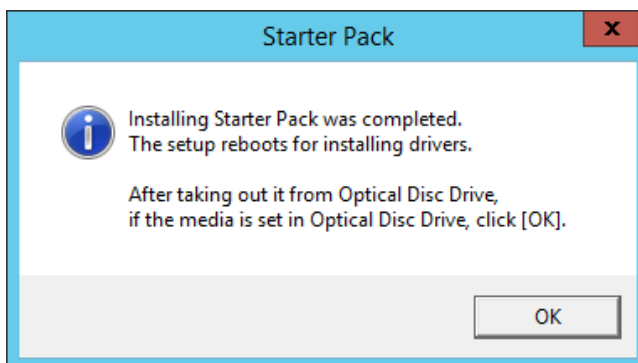 Starter Pack
x
Installing Starter Pack was completed.
The setup reboots for installing drivers.
After taking out it from Optical Disc Drive,
if the media is set in Optical Disc Drive, click [OK].
OK